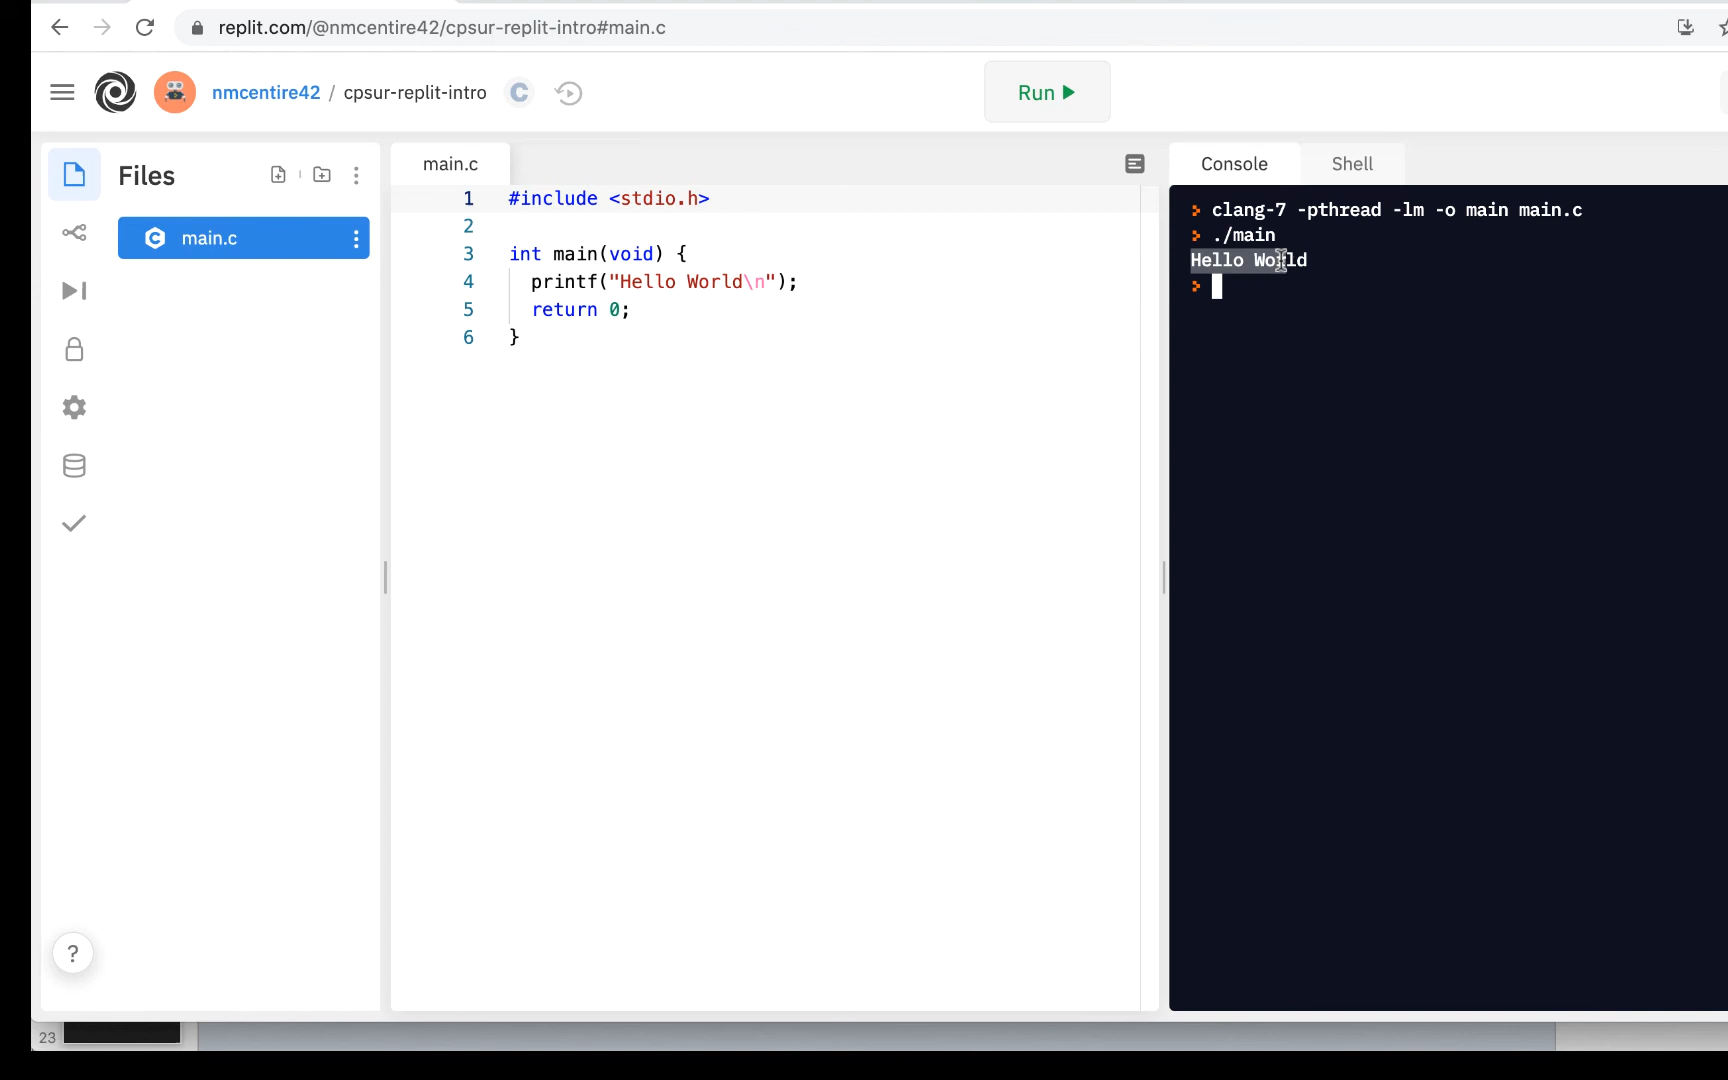 replit.com/@nmcentire42/cpsur-replit-intro#main.c
nmcentire42 / cpsur-replit-intro C
Run
Files
main.c
main.c
1 #include <stdio.h>
2
3 int main(void) {
4 printf("Hello World\n");
5 return 0;
6 }
Console Shell
> clang-7 -pthread -lm -o main main.c
> ./main
Hello World
>
?
23